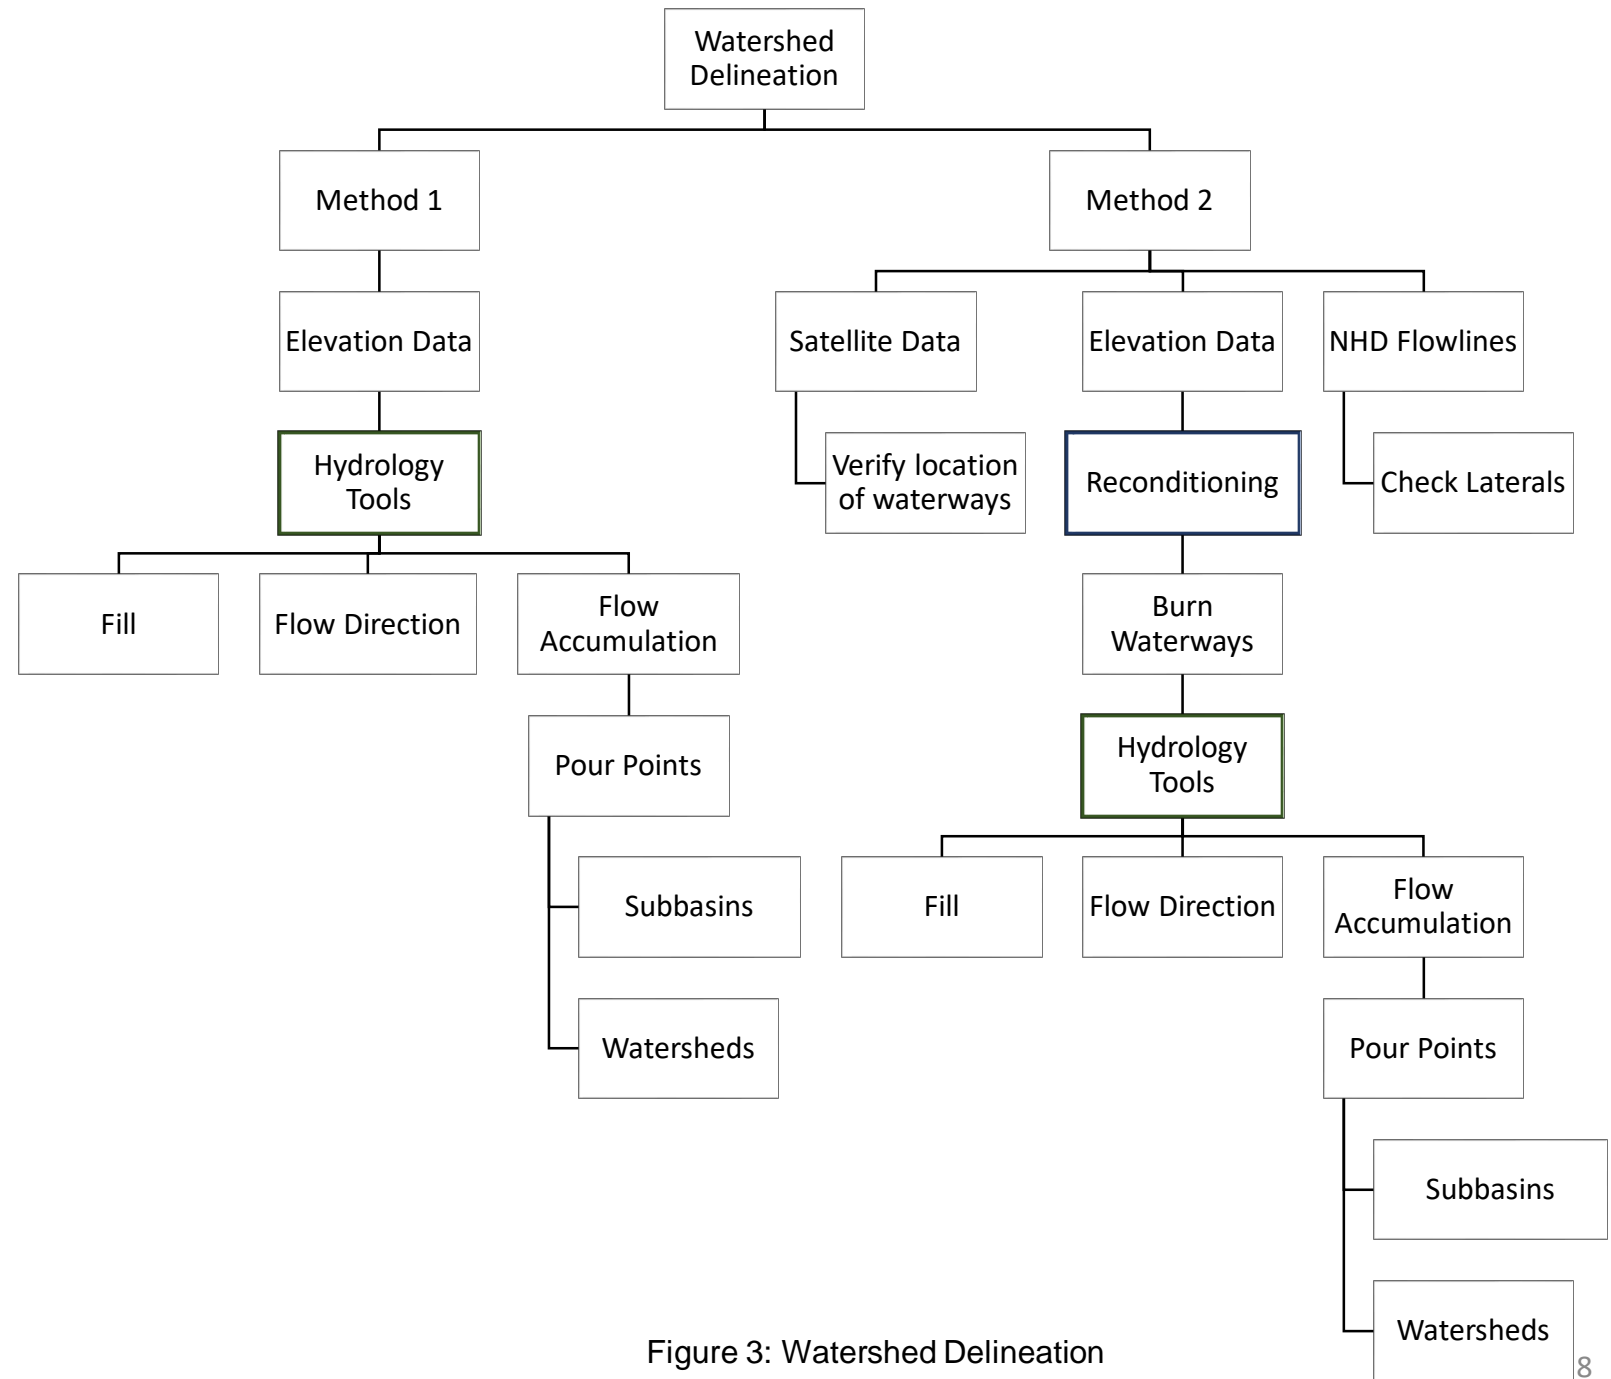 Watershed
Delineation
Method 1
Method 2
Elevation Data
Satellite Data
Elevation Data
NHD Flowlines
Hydrology
Tools
Verify location
of waterways
Reconditioning
Check Laterals
Fill
Flow Direction
Flow
Accumulation
Burn
Waterways
Pour Points
Hydrology
Tools
Subbasins
Fill
Flow Direction
Flow
Accumulation
Watersheds
Pour Points
Subbasins
Watersheds
Figure 3: Watershed Delineation
8